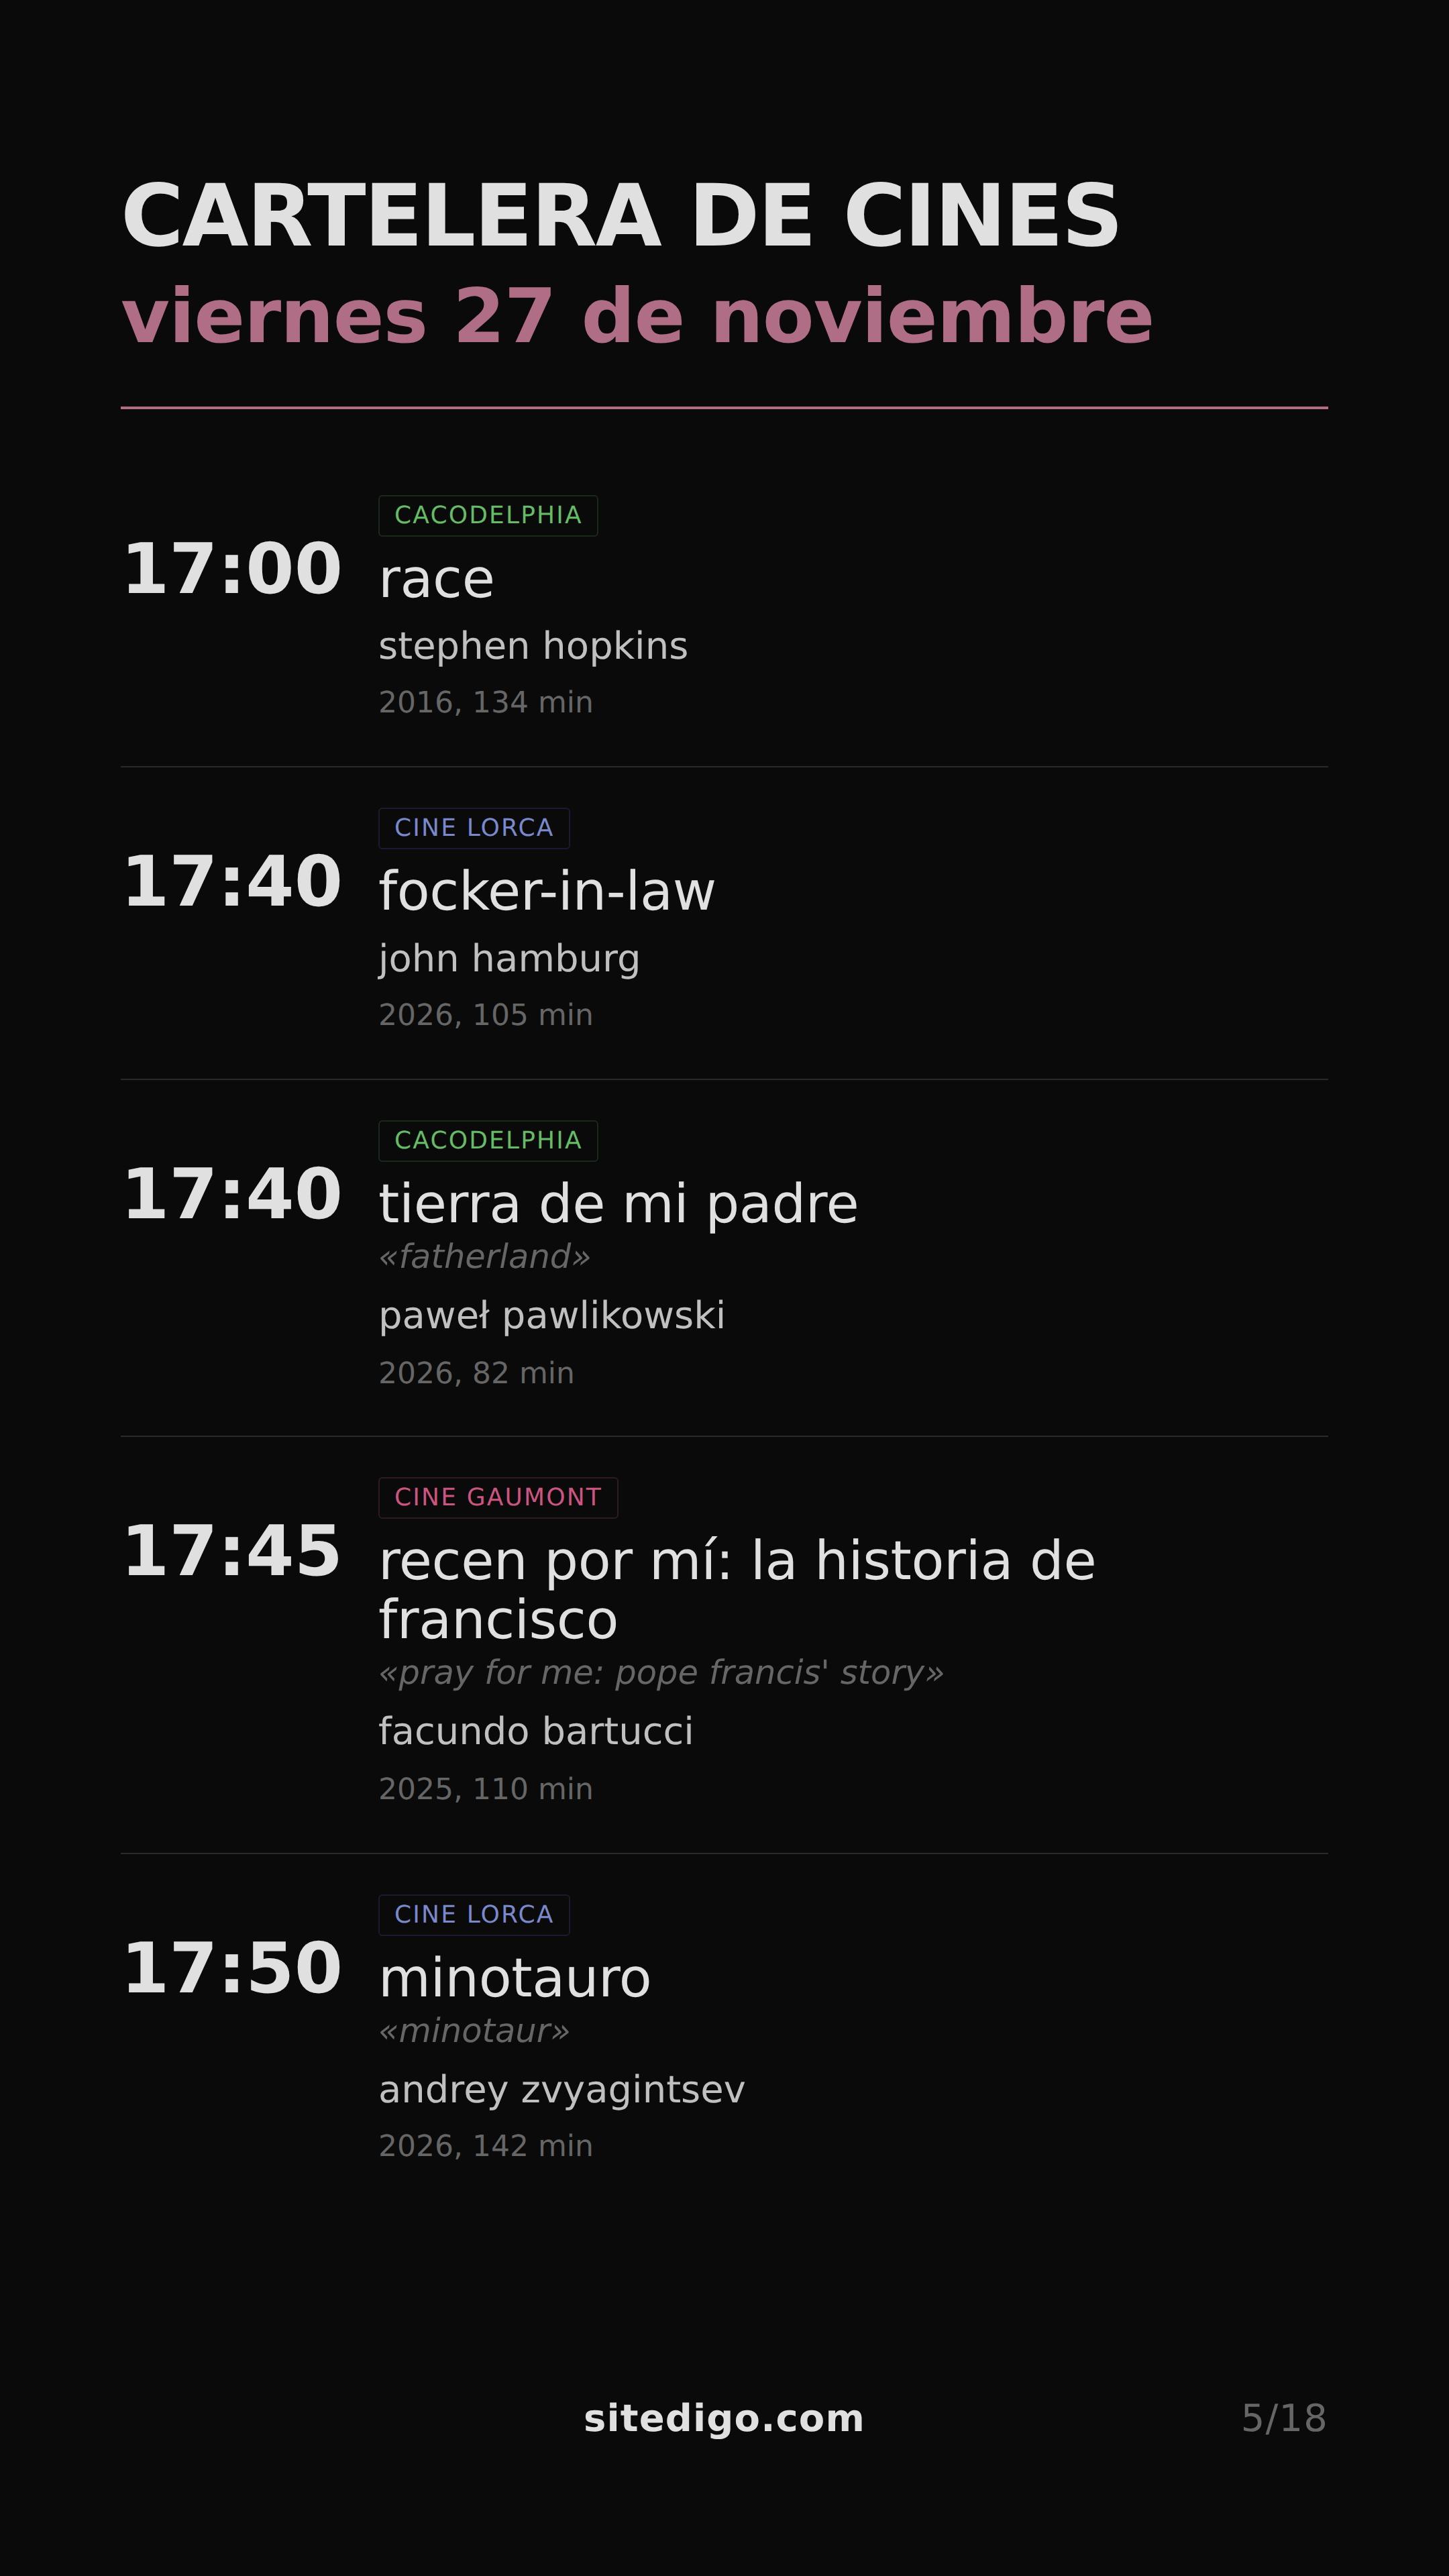 CARTELERA DE CINES
viernes 27 de noviembre
CACODELPHIA
17:00
race
stephen hopkins
2016, 134 min
CINE LORCA
17:40
focker-in-law
john hamburg
2026, 105 min
CACODELPHIA
17:40
tierra de mi padre
«fatherland»
paweł pawlikowski
2026, 82 min
CINE GAUMONT
17:45
recen por mí: la historia de
francisco
«pray for me: pope francis' story»
facundo bartucci
2025, 110 min
CINE LORCA
17:50
minotauro
«minotaur»
andrey zvyagintsev
2026, 142 min
sitedigo.com
5/18